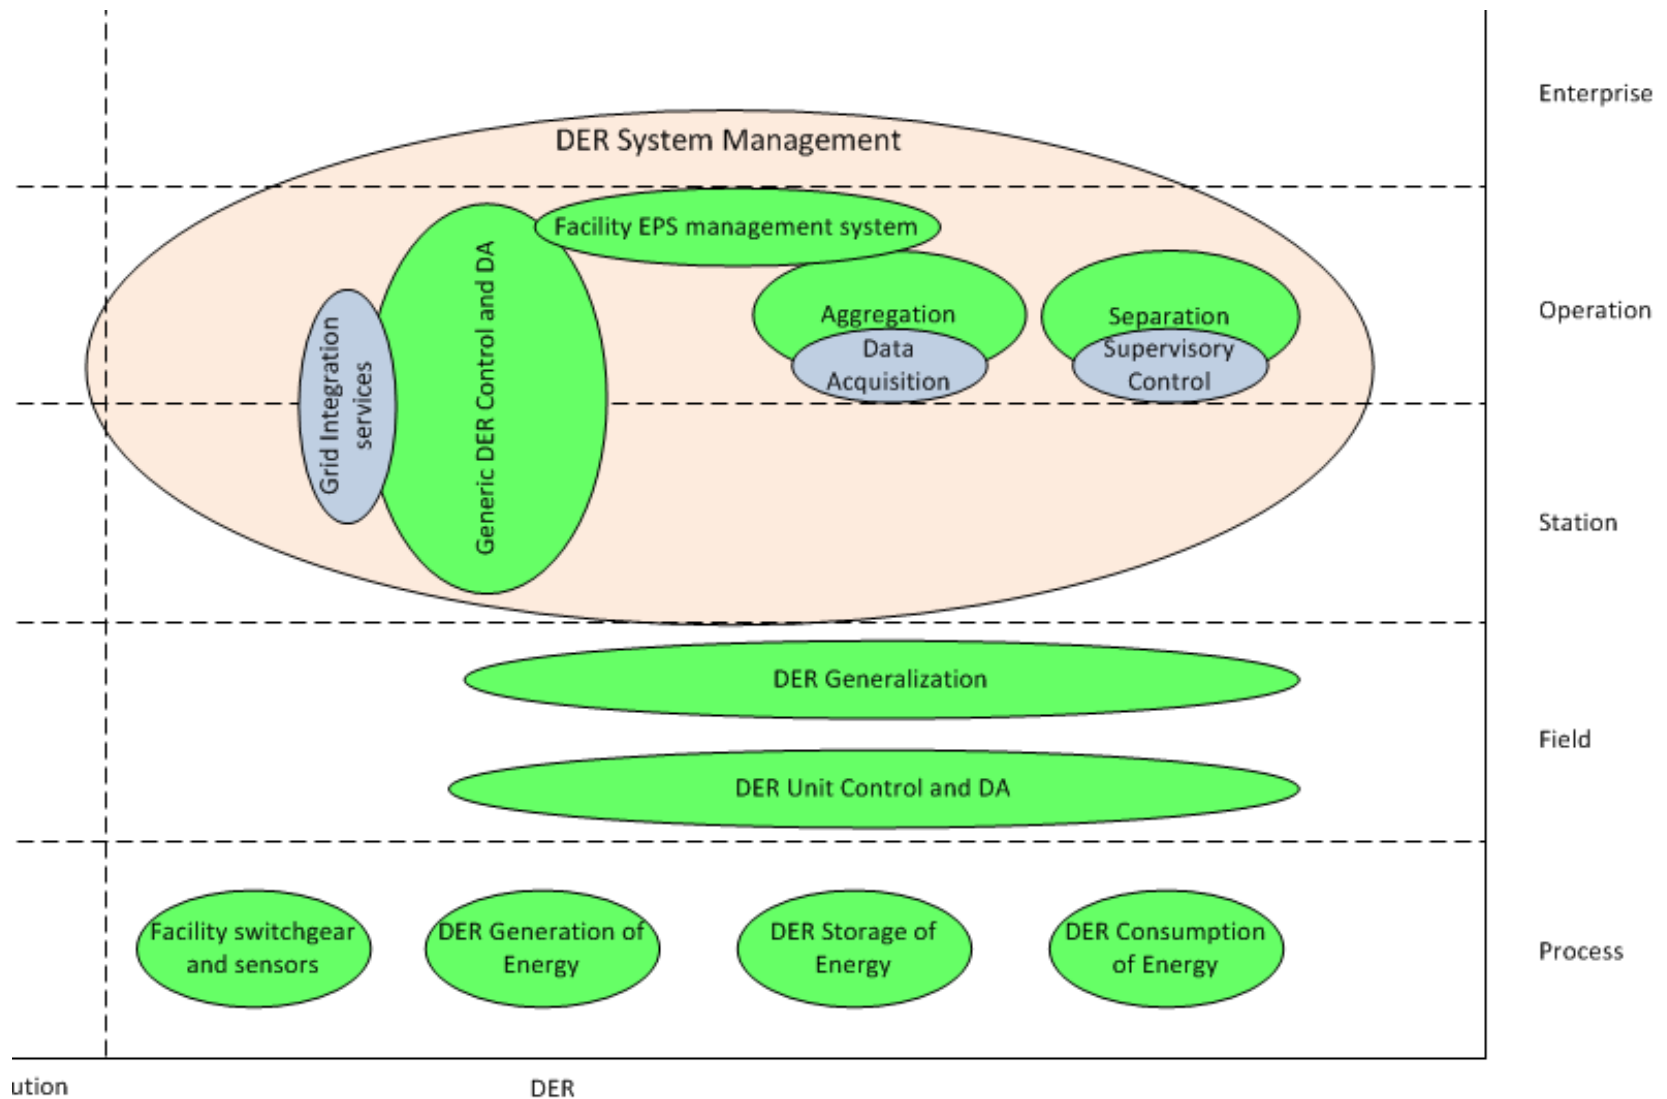 Enterprise
DER System Management
Facility EPS management system
Generic DER Control and DA
Grid Integration
services
Aggregation
Data
Acquisition
Separation
Supervisory
Control
Operation
Station
DER Generalization
Field
DER Unit Control and DA
Facility switchgear
and sensors
DER Generation of
Energy
DER Storage of
Energy
DER Consumption
of Energy
Process
ution
DER